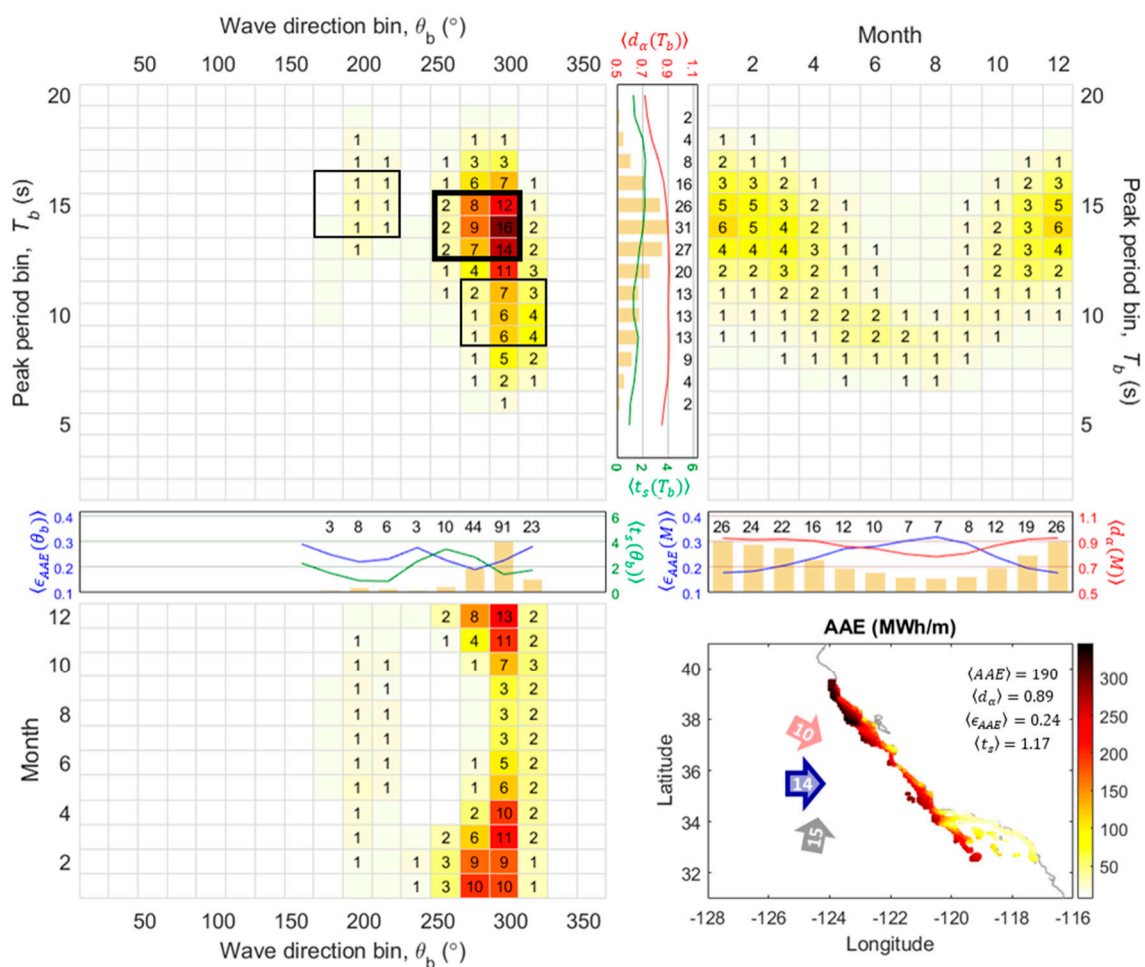 Wave direction bin, θb (°)
50 100 150 200 250 300 350
Peak period bin, Tb (s)
20
15
10
5
1 1 1
1 1 1 3 3
1 1 1 6 7 1
1 1 2 8 12 1
1 1 2 9 16 2
1 2 7 14 2
1 4 11 3
1 2 7 3
1 6 4
1 6 4
1 5 2
1 2 1
1
⟨dα(Tb)⟩
0.5 0.7 0.9 1.1
2
4
8
16
26
31
27
20
13
13
13
9
4
2
0 2 4 6
⟨ts(Tb)⟩
Month
2 4 6 8 10 12
1 1 1
2 1 1 1 1
3 3 2 1 1 2 3
5 5 3 2 1 1 3 5
6 5 4 3 1 1 1 3 6
4 4 4 3 1 1 1 2 3 4
2 2 3 2 1 1 1 2 2
1 1 2 2 1 1 1 1 1 1
1 1 1 1 2 2 1 1 1 1 1 1
1 1 1 1 2 2 2 1 1 1
1 1 1 1 1 1
1 1 1
20
15
10
5
Peak period bin, Tb (s)
⟨ϵAAE(θb)⟩
0.4
0.3
0.2
0.1
3 8 6 3 10 44 91 23
6
4
2
0
⟨ts(θb)⟩
⟨ϵAAE(M)⟩
0.4
0.3
0.2
0.1
26 24 22 16 12 10 7 7 8 12 19 26
1.1
0.9
0.7
0.5
⟨dα(M)⟩
Month
12
10
8
6
4
2
2 8 13 2
1 1 4 11 2
1 1 1 7 3
1 1 3 2
1 1 3 2
1 1 3 2
1 1 1 5 2
1 1 1 6 2
1 2 10 2
1 2 6 11 2
1 1 3 9 9 1
1 3 10 10 1
50 100 150 200 250 300 350
Wave direction bin, θb (°)
AAE (MWh/m)
⟨AAE⟩ = 190
⟨dα⟩ = 0.89
⟨ϵAAE⟩ = 0.24
⟨ts⟩ = 1.17
10
14
15
Latitude
40
38
36
34
32
-128 -126 -124 -122 -120 -118 -116
Longitude
300
250
200
150
100
50